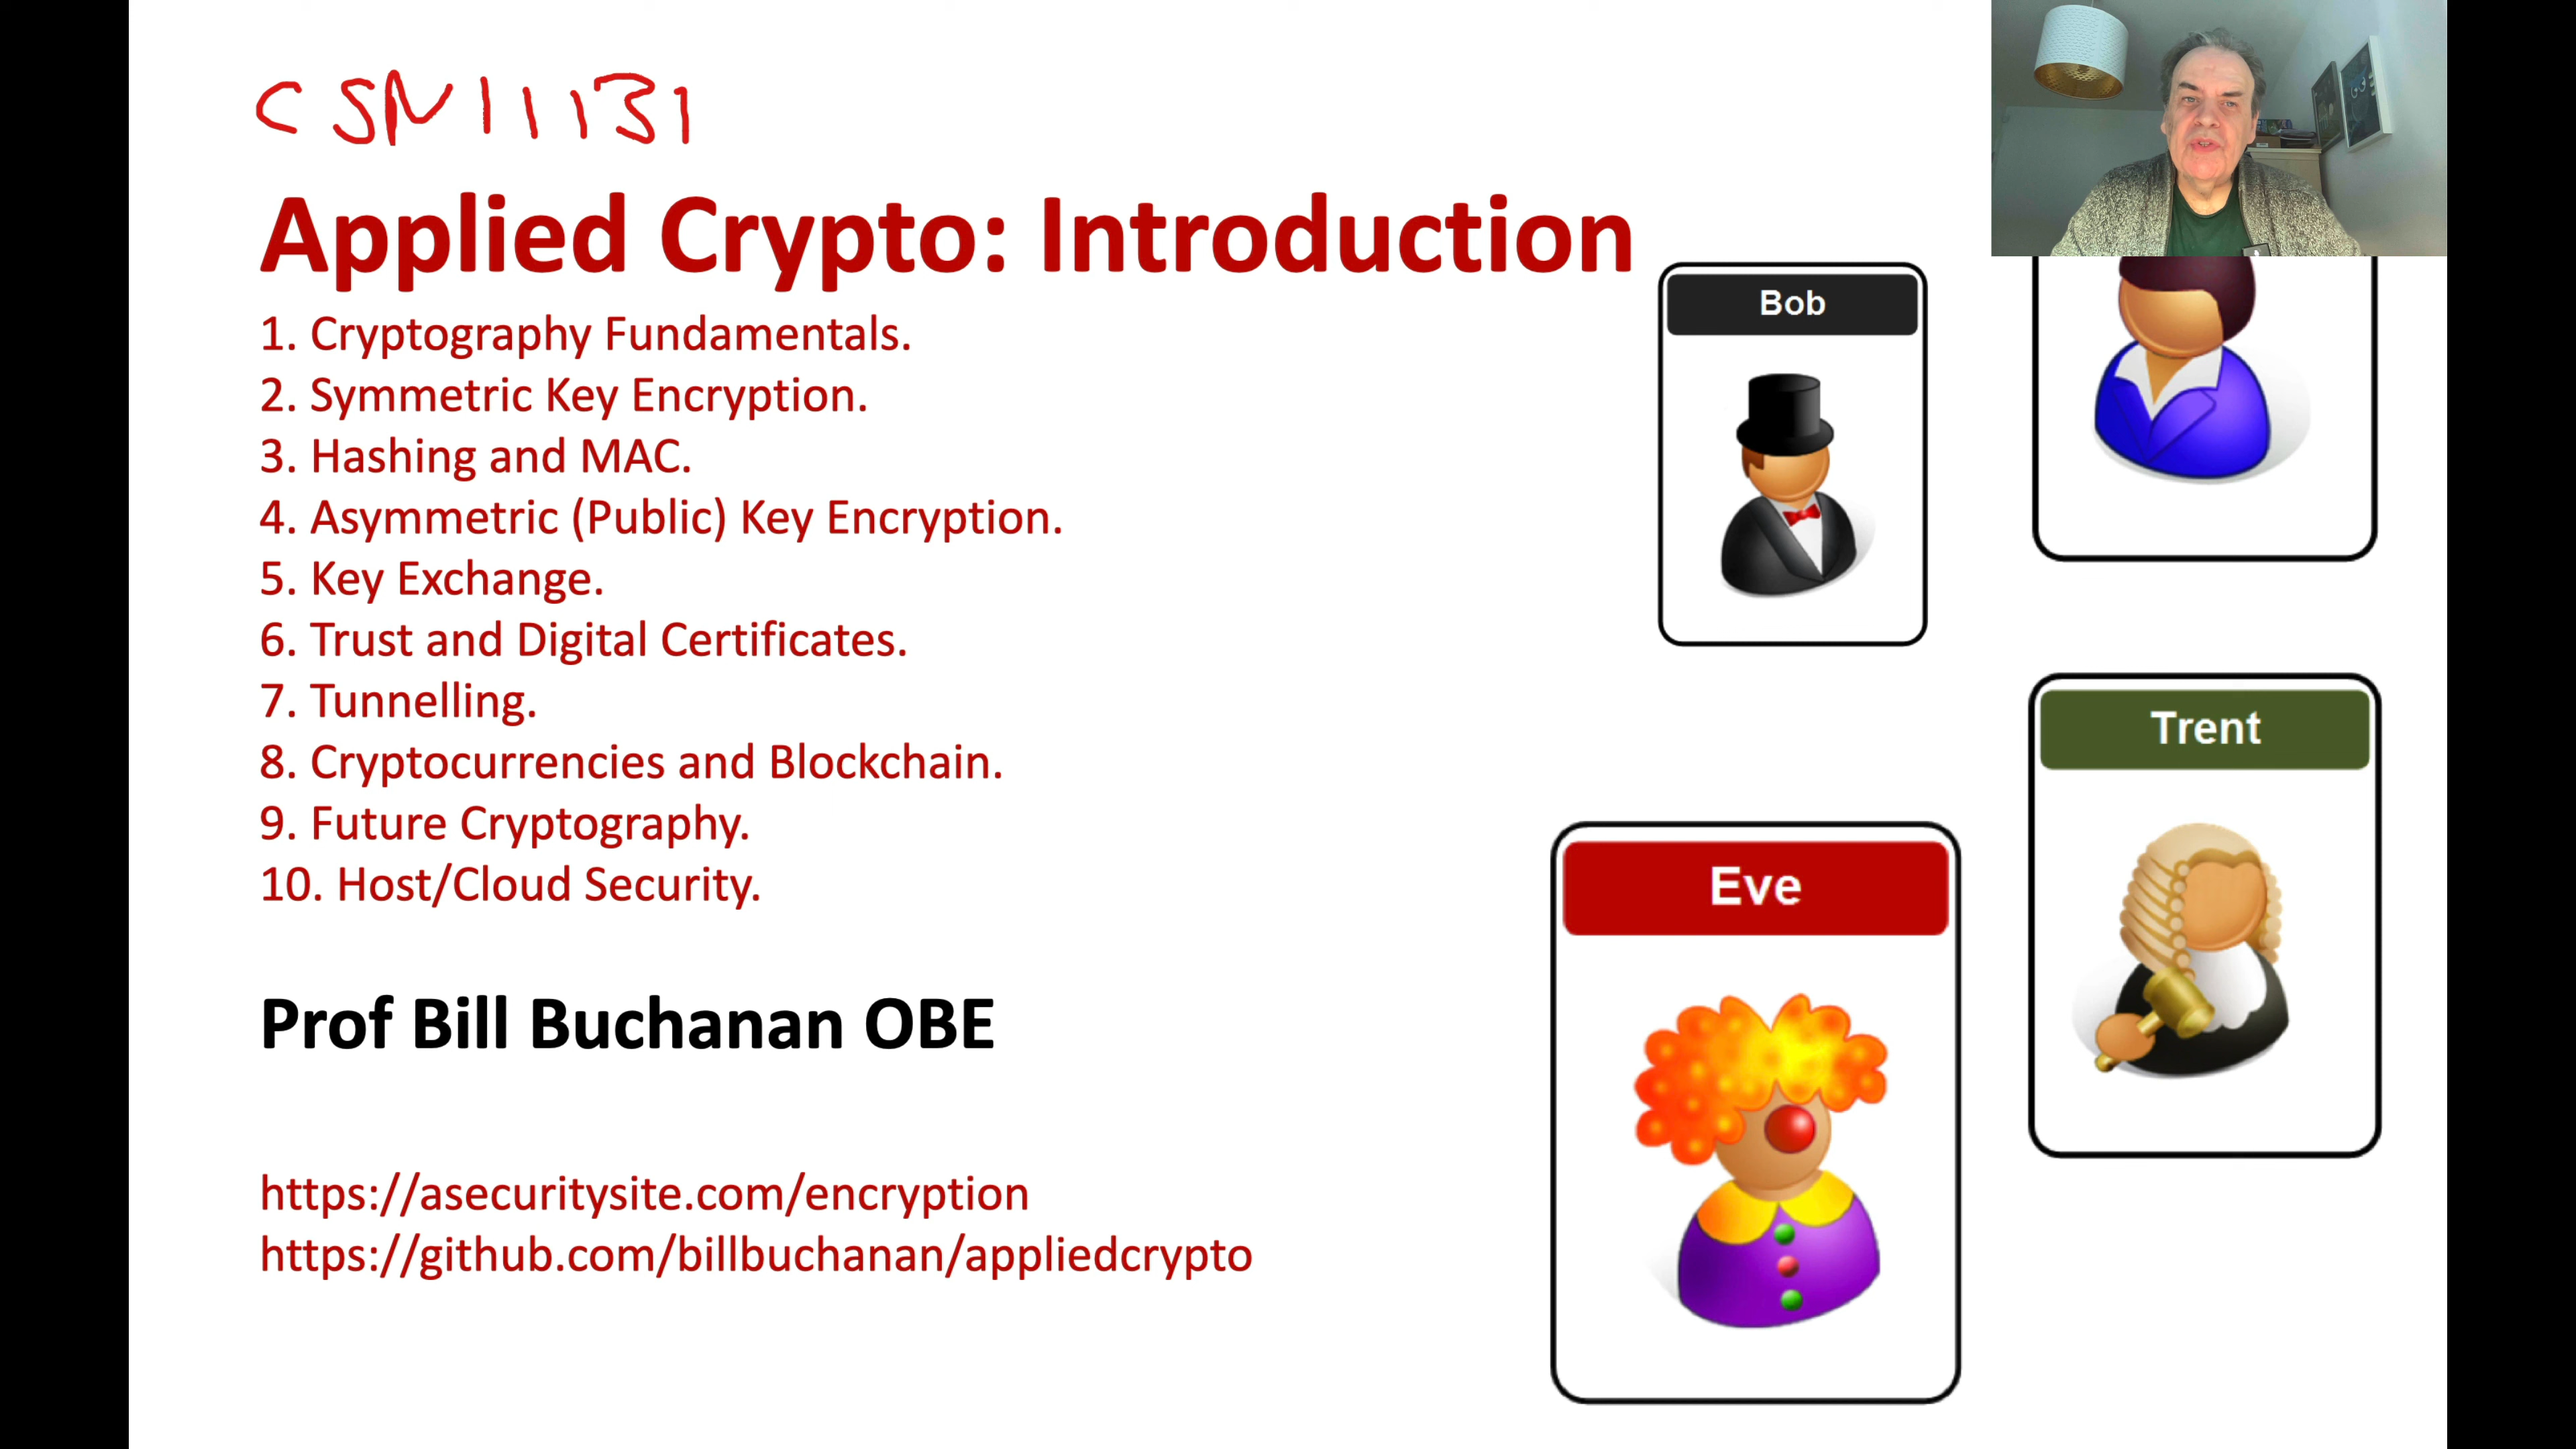 CSN11131
Applied Crypto: Introduction
1. Cryptography Fundamentals.
2. Symmetric Key Encryption.
3. Hashing and MAC.
4. Asymmetric (Public) Key Encryption.
5. Key Exchange.
6. Trust and Digital Certificates.
7. Tunnelling.
8. Cryptocurrencies and Blockchain.
9. Future Cryptography.
10. Host/Cloud Security.
Prof Bill Buchanan OBE
https://asecuritysite.com/encryption
https://github.com/billbuchanan/appliedcrypto
Bob
Trent
Eve